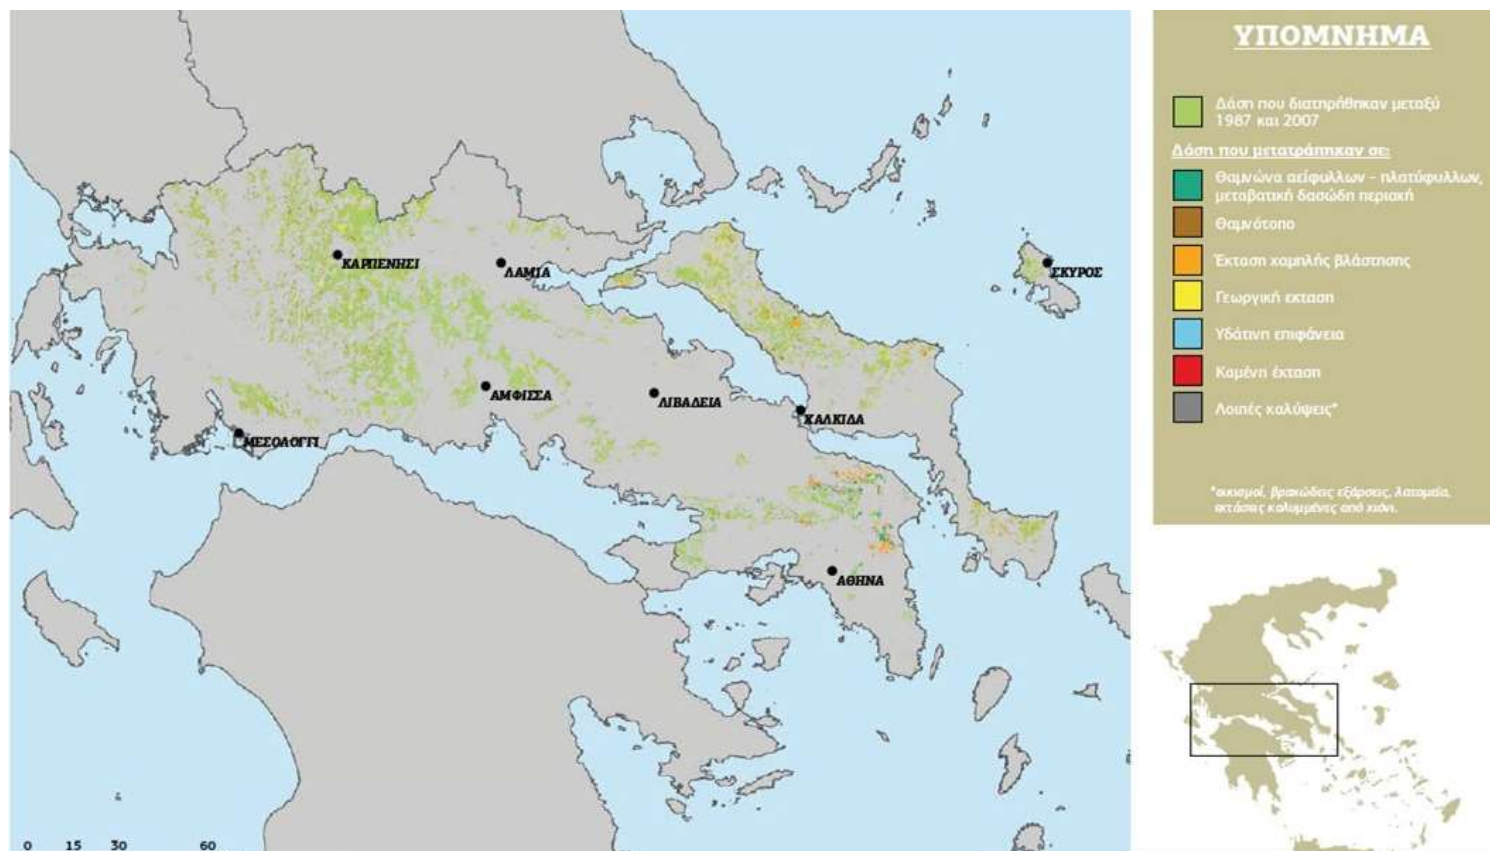 ΥΠΟΜΝΗΜΑ
Δάση που διατηρήθηκαν μεταξύ
1987 και 2007
Δάση που μετατράπηκαν σε:
Θαμνώνα αείφυλλων - πλατύφυλλων,
μεταβατική δασώδη περιοχή
Θαμνότοπο
Έκταση χαμηλής βλάστησης
Γεωργική εκταση
Υδάτινη επιφάνεια
Καμένη έκταση
Λοιπές καλύψεις*
*οικισμοί, βραχώδεις εξάρσεις, λατομεία,
εκτάσεις καλυμμένες από χιόνι.
ΚΑΡΠΕΝΗΣΙ
ΛΑΜΙΑ
ΣΚΥΡΟΣ
ΑΜΦΙΣΣΑ
ΛΙΒΑΔΕΙΑ
ΧΑΛΚΙΔΑ
ΜΕΣΟΛΟΓΓΙ
ΑΘΗΝΑ
0 15 30 60